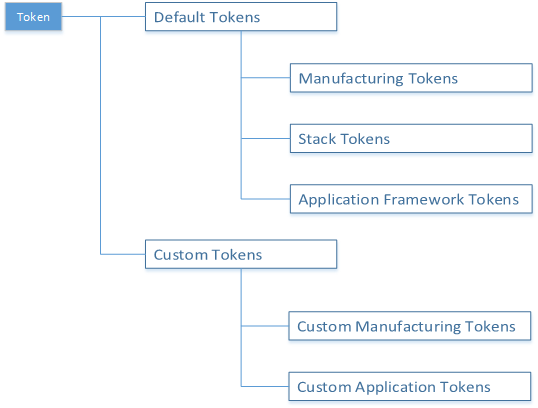 Token
Default Tokens
Manufacturing Tokens
Stack Tokens
Application Framework Tokens
Custom Tokens
Custom Manufacturing Tokens
Custom Application Tokens